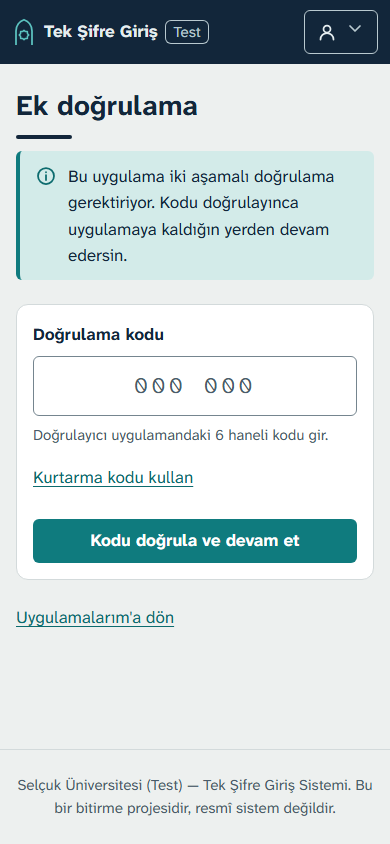 Tek Şifre Giriş Test
Ek doğrulama
Bu uygulama iki aşamalı doğrulama
gerektiriyor. Kodu doğrulayınca
uygulamaya kaldığın yerden devam
edersin.
Doğrulama kodu
000 000
Doğrulayıcı uygulamandaki 6 haneli kodu gir.
Kurtarma kodu kullan
Kodu doğrula ve devam et
Uygulamalarım'a dön
Selçuk Üniversitesi (Test) — Tek Şifre Giriş Sistemi. Bu
bir bitirme projesidir, resmî sistem değildir.